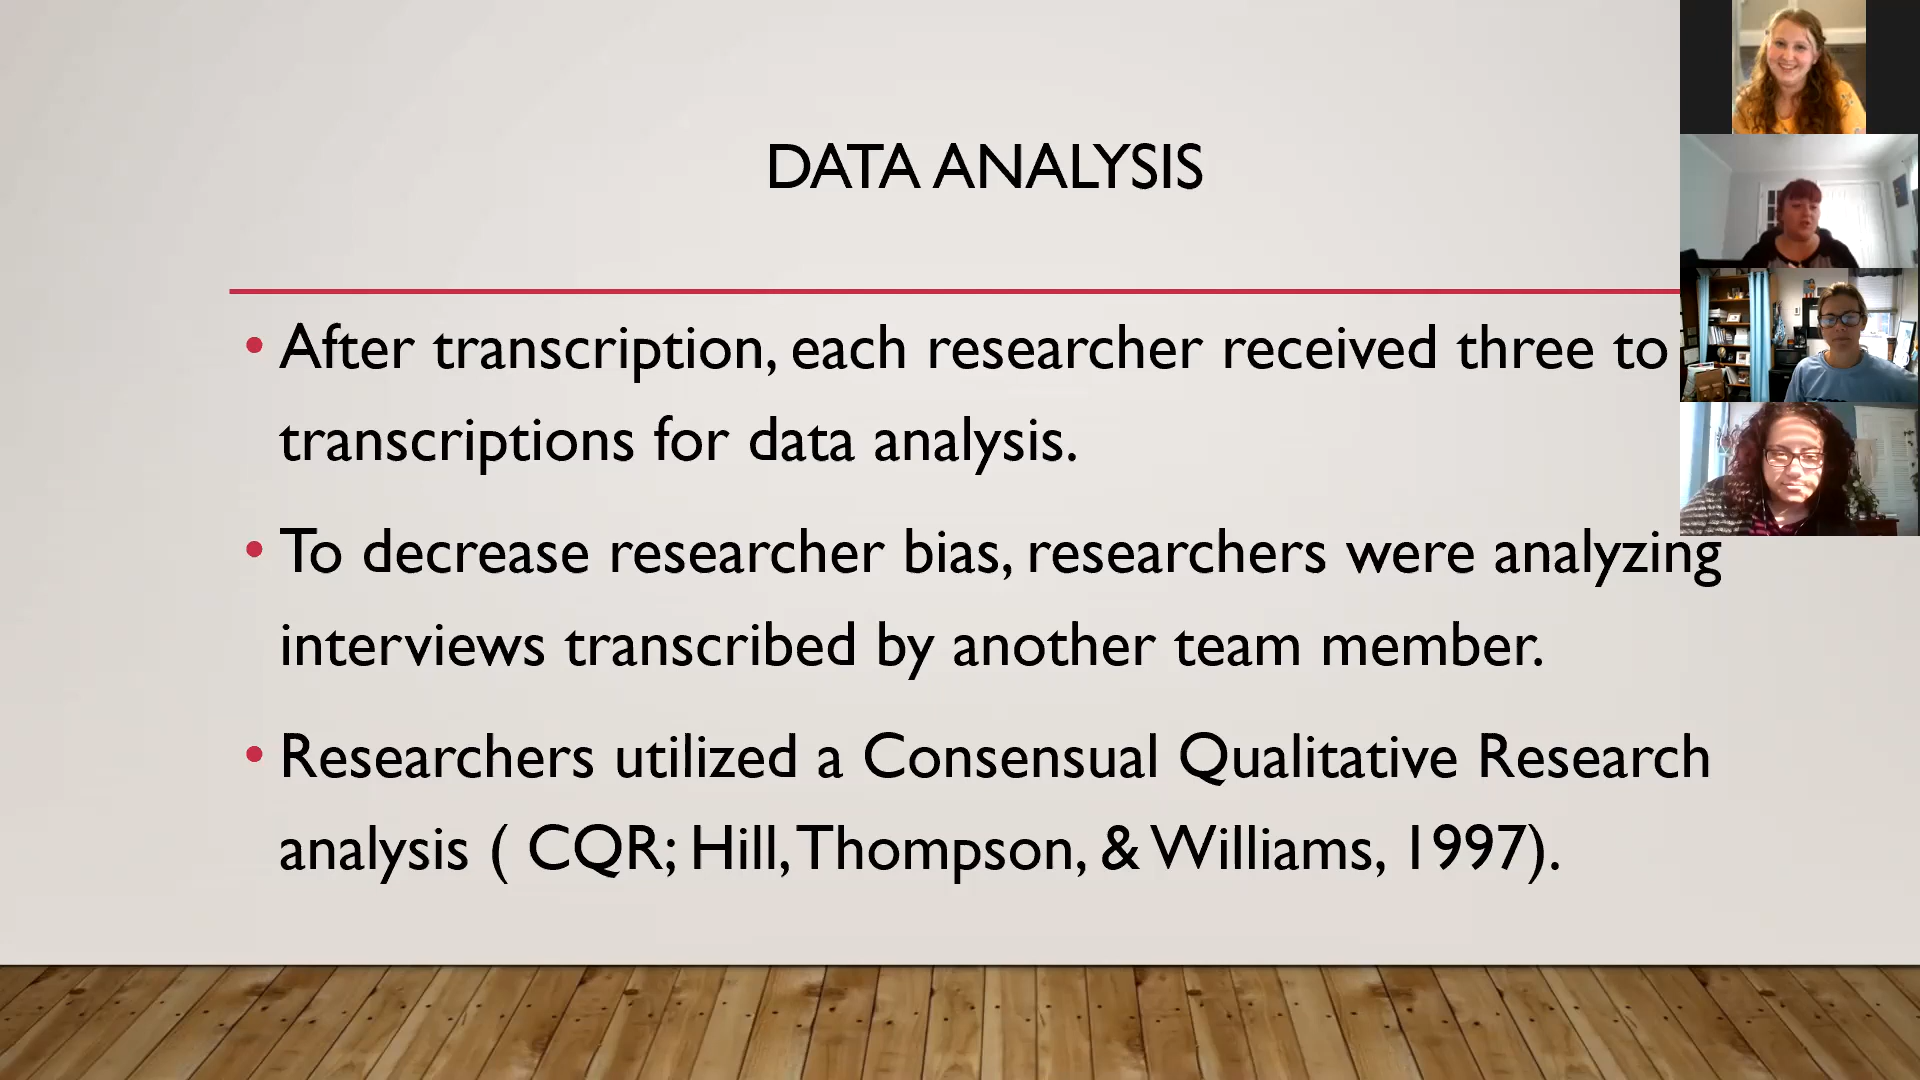 DATA ANALYSIS
• After transcription, each researcher received three to
transcriptions for data analysis.
• To decrease researcher bias, researchers were analyzing
interviews transcribed by another team member.
• Researchers utilized a Consensual Qualitative Research
analysis ( CQR; Hill, Thompson, & Williams, 1997).